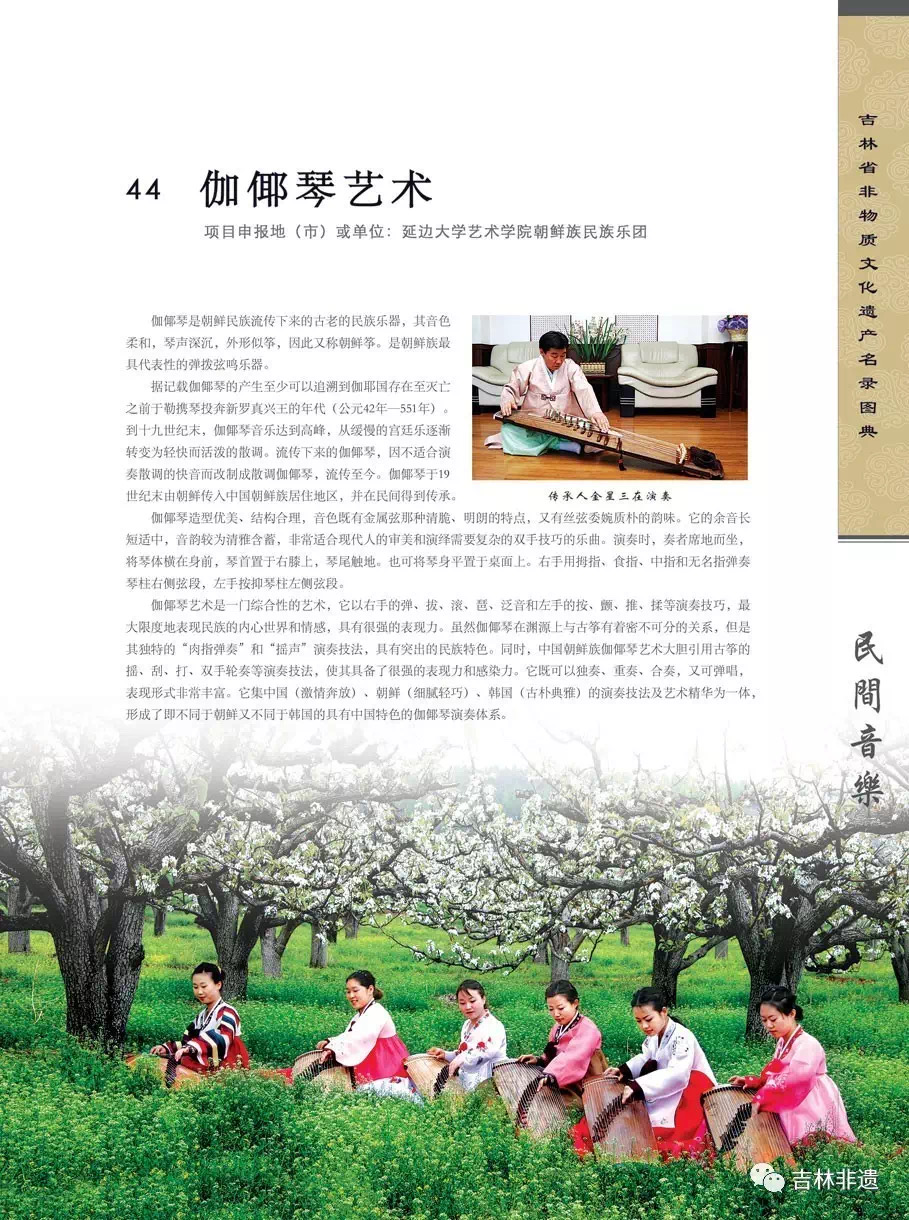 44 伽倻琴艺术
项目申报地（市）或单位：延边大学艺术学院朝鲜族民族乐团
伽倻琴是朝鲜民族流传下来的古老的民族乐器，其音色
柔和，琴声深沉，外形似筝，因此又称朝鲜筝。是朝鲜族最
具代表性的弹拨弦鸣乐器。
据记载伽倻琴的产生至少可以追溯到伽耶国存在至灭亡
之前于勒携琴投奔新罗真兴王的年代（公元42年—551年）。
到十九世纪末，伽倻琴音乐达到高峰，从缓慢的宫廷乐逐渐
转变为轻快而活泼的散调。流传下来的伽倻琴，因不适合演
奏散调的快音而改制成散调伽倻琴，流传至今。伽倻琴于19
世纪末由朝鲜传入中国朝鲜族居住地区，并在民间得到传承。
传承人金星三在演奏
伽倻琴造型优美、结构合理，音色既有金属弦那种清脆、明朗的特点，又有丝弦委婉质朴的韵味。它的余音长
短适中，音韵较为清雅含蓄，非常适合现代人的审美和演绎需要复杂的双手技巧的乐曲。演奏时，奏者席地而坐，
将琴体横在身前，琴首置于右膝上，琴尾触地。也可将琴身平置于桌面上。右手用拇指、食指、中指和无名指弹奏
琴柱右侧弦段，左手按抑琴柱左侧弦段。
伽倻琴艺术是一门综合性的艺术，它以右手的弹、拔、滚、琶、泛音和左手的按、颤、推、揉等演奏技巧，最
大限度地表现民族的内心世界和情感，具有很强的表现力。虽然伽倻琴在渊源上与古筝有着密不可分的关系，但是
其独特的“肉指弹奏”和“摇声”演奏技法，具有突出的民族特色。同时，中国朝鲜族伽倻琴艺术大胆引用古筝的
摇、刮、打、双手轮奏等演奏技法，使其具备了很强的表现力和感染力。它既可以独奏、重奏、合奏，又可弹唱，
表现形式非常丰富。它集中国（激情奔放）、朝鲜（细腻轻巧）、韩国（古朴典雅）的演奏技法及艺术精华为一体，
形成了即不同于朝鲜又不同于韩国的具有中国特色的伽倻琴演奏体系。
吉林省非物质文化遗产名录图典
民間音樂
吉林非遗